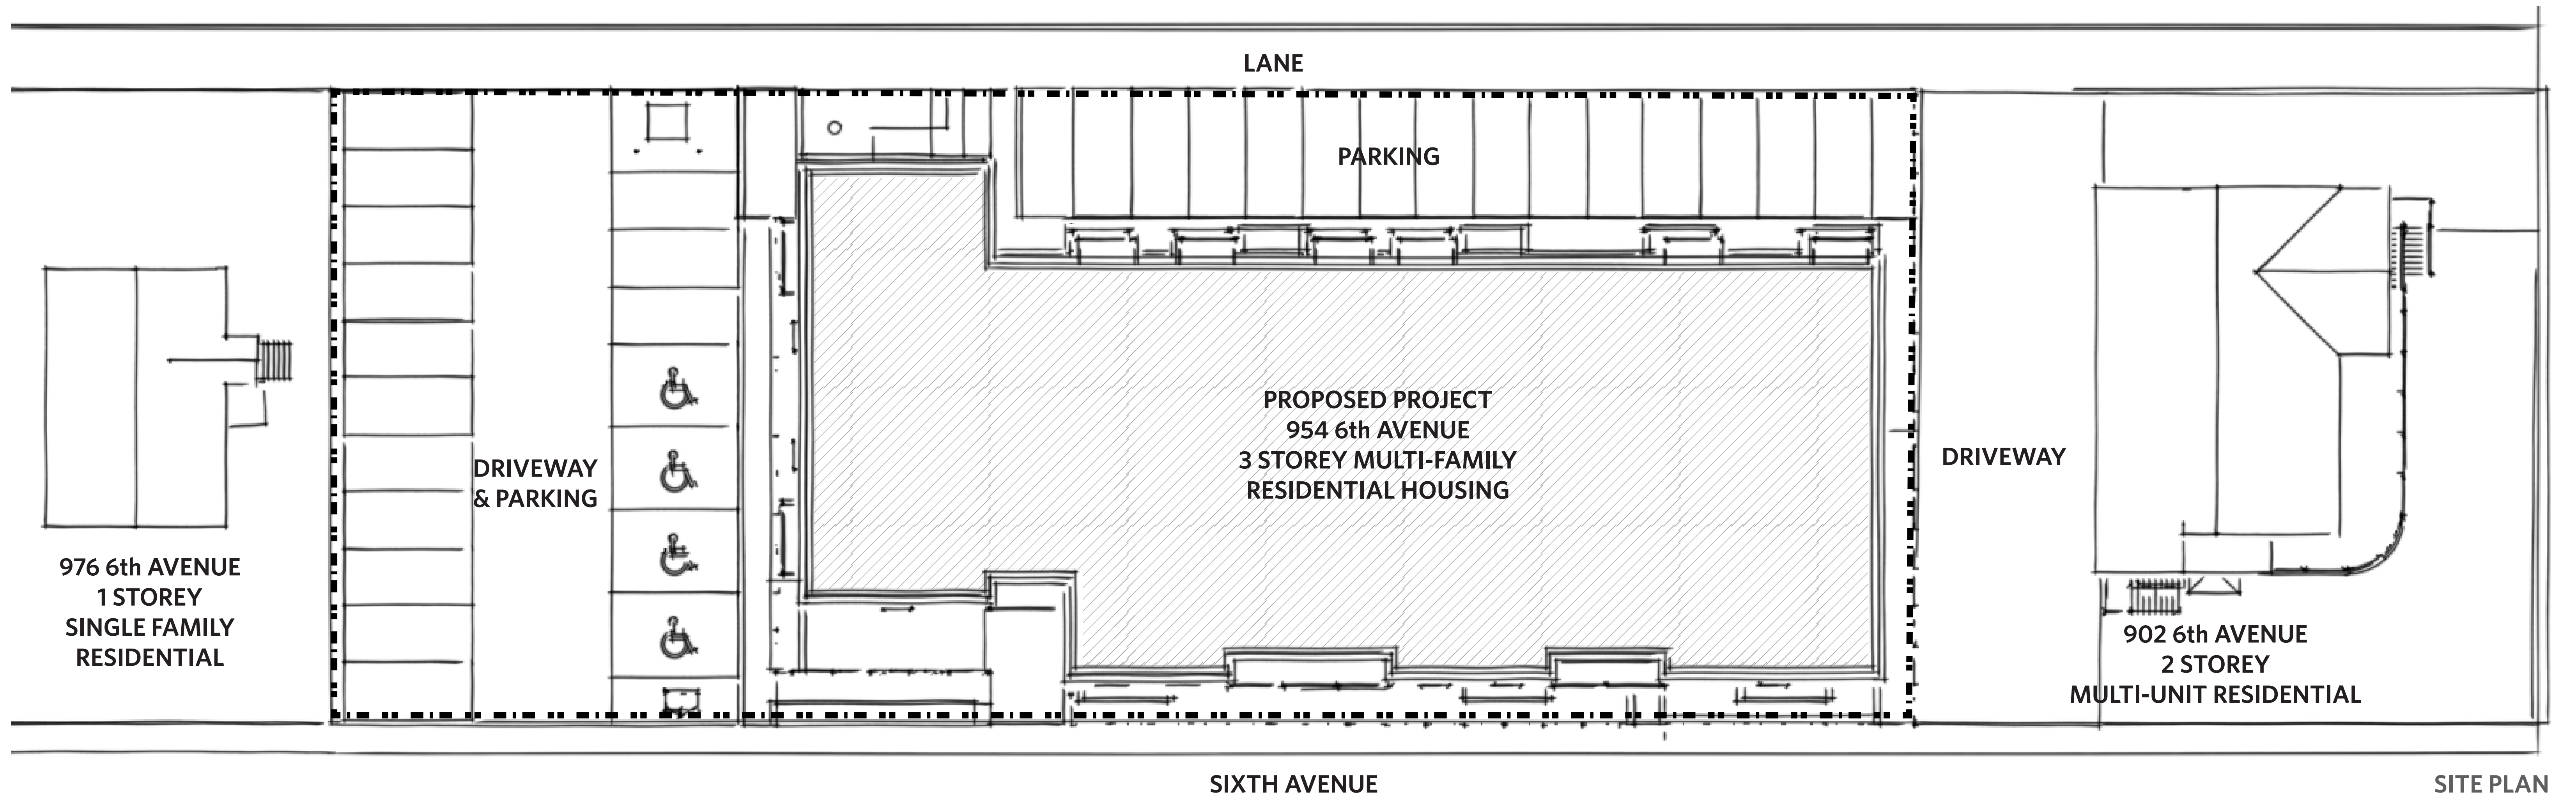 LANE
PARKING
PROPOSED PROJECT
954 6th AVENUE
3 STOREY MULTI-FAMILY
RESIDENTIAL HOUSING
DRIVEWAY
& PARKING
DRIVEWAY
976 6th AVENUE
1 STOREY
SINGLE FAMILY
RESIDENTIAL
902 6th AVENUE
2 STOREY
MULTI-UNIT RESIDENTIAL
SIXTH AVENUE
SITE PLAN